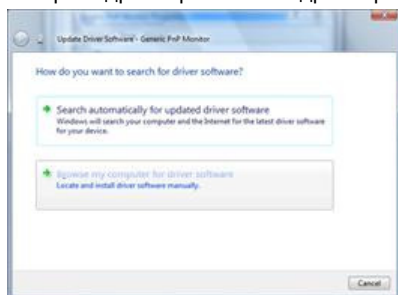 Update Driver Software - Generic PnP Monitor
How do you want to search for driver software?
Search automatically for updated driver software
Windows will search your computer and the Internet for the latest driver software
for your device.
Browse my computer for driver software
Locate and install driver software manually.
Cancel